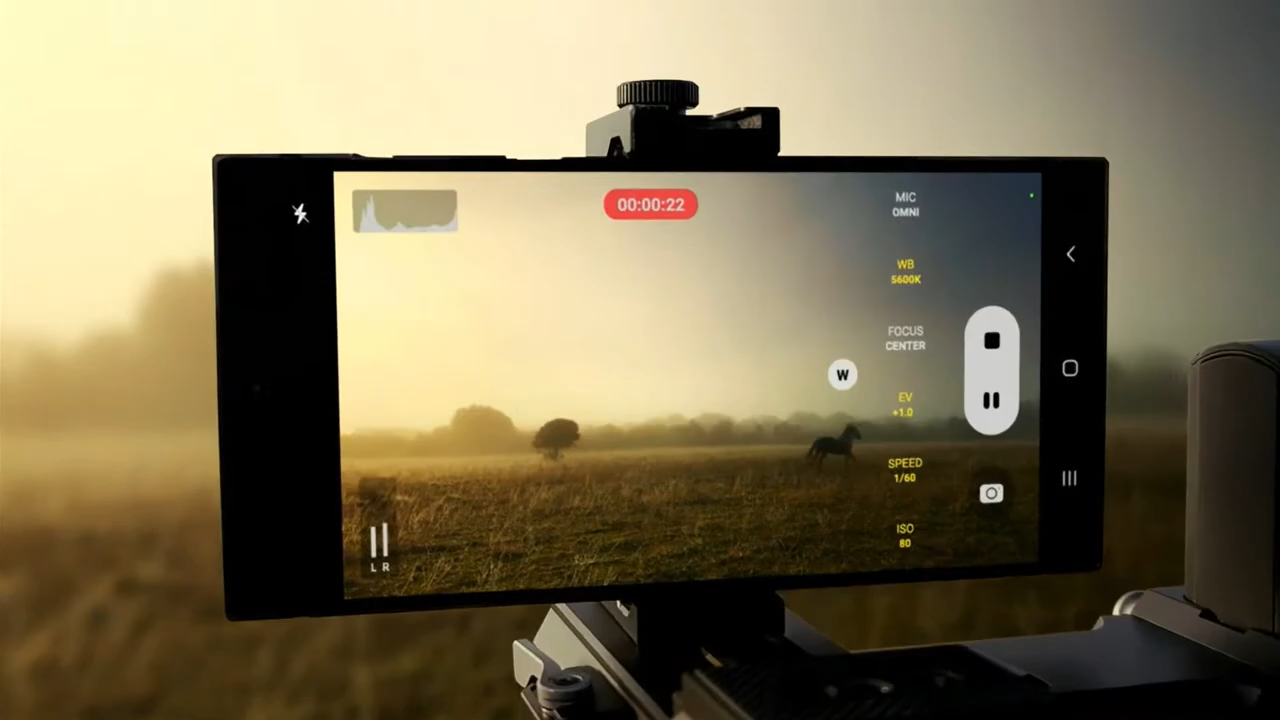 00:00:22
MIC
OMNI
WB
5600K
FOCUS
CENTER
W
EV
+1.0
SPEED
1/60
ISO
80
L R